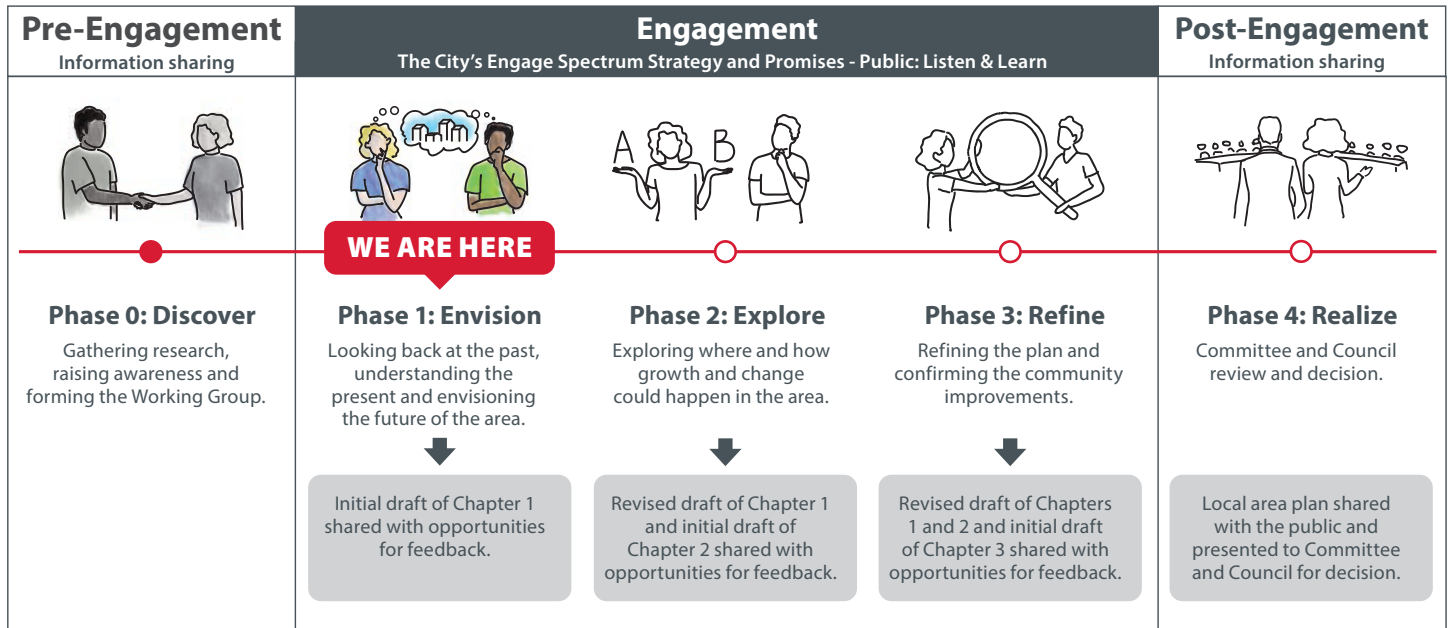 Pre-Engagement
Information sharing
Engagement
The City's Engage Spectrum Strategy and Promises - Public: Listen & Learn
Post-Engagement
Information sharing
A
B
WE ARE HERE
Phase 0: Discover
Gathering research,
raising awareness and
forming the Working Group.
Phase 1: Envision
Looking back at the past,
understanding the
present and envisioning
the future of the area.
Initial draft of Chapter 1
shared with opportunities
for feedback.
Phase 2: Explore
Exploring where and how
growth and change
could happen in the area.
Revised draft of Chapter 1
and initial draft of
Chapter 2 shared with
opportunities for feedback.
Phase 3: Refine
Refining the plan and
confirming the community
improvements.
Revised draft of Chapters
1 and 2 and initial draft
of Chapter 3 shared with
opportunities for feedback.
Phase 4: Realize
Committee and Council
review and decision.
Local area plan shared
with the public and
presented to Committee
and Council for decision.